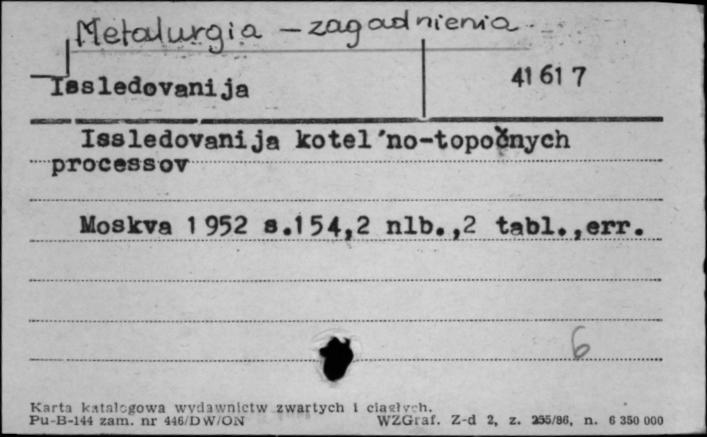 Metalurgia - zagadnienia
Issledovanija 41617
Issledovanija kotel'no-topočnych
processov
Moskva 1952 s.154,2 nlb.,2 tabl.,err.
6
Karta katalogowa wydawnictw zwartych i ciągłych.
Pu-B-144 zam. nr 446/DW/ON WZGraf. Z-d 2, z. 255/86, n. 6 350 000